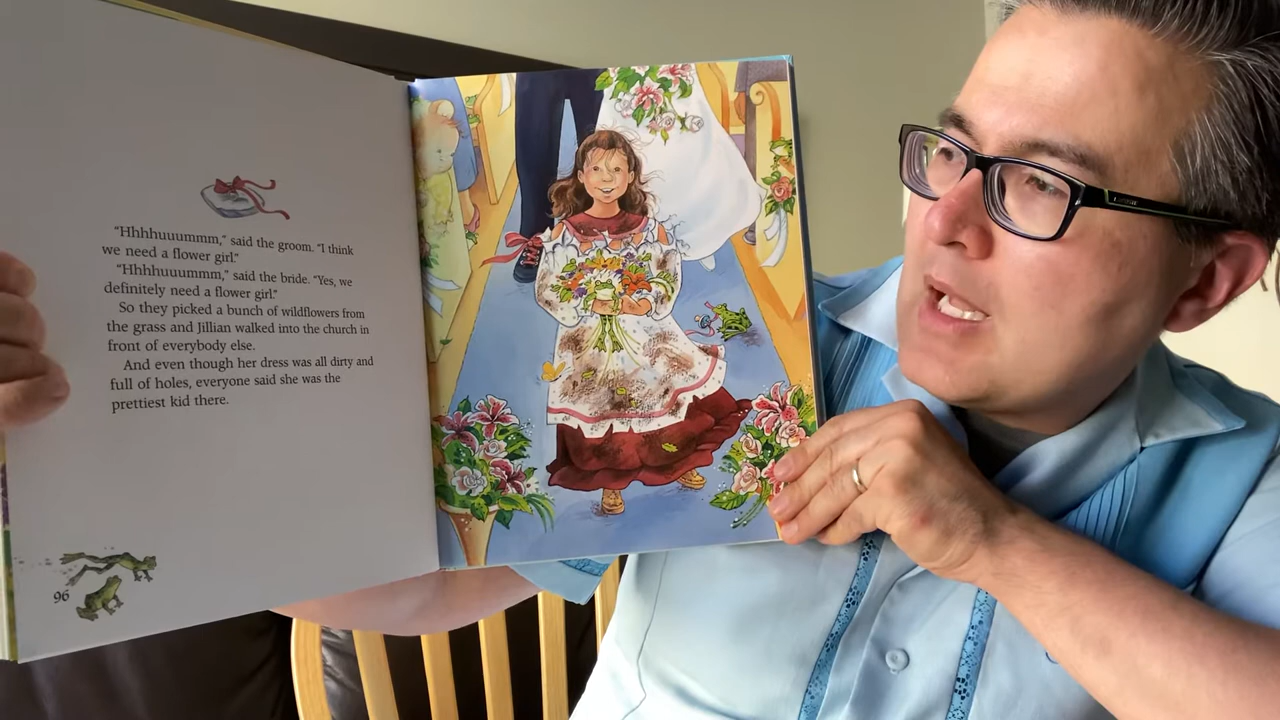 "Hhhhuuummm," said the groom. "I think
we need a flower girl."
"Hhhhuuummm," said the bride. "Yes, we
definitely need a flower girl."
So they picked a bunch of wildflowers from
the grass and Jillian walked into the church in
front of everybody else.
And even though her dress was all dirty and
full of holes, everyone said she was the
prettiest kid there.
96